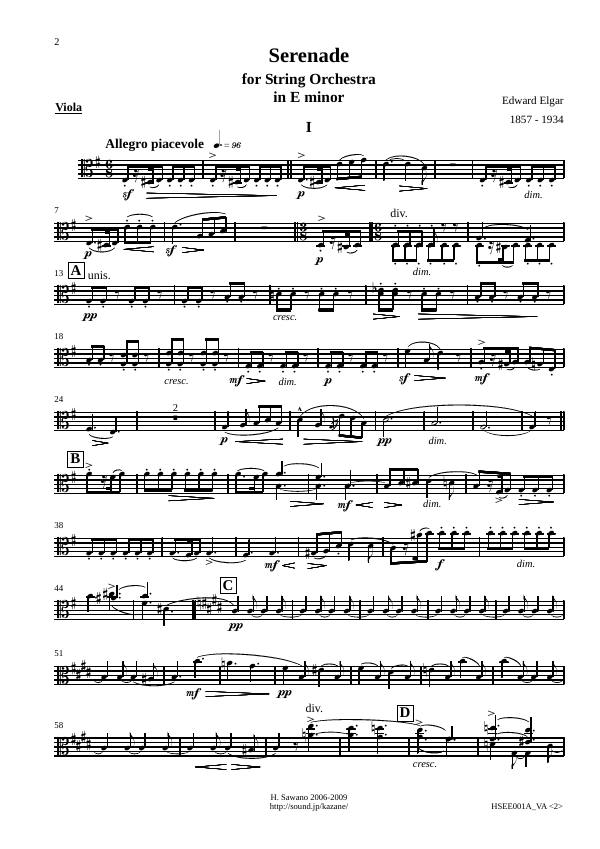 2
Serenade
for String Orchestra
in E minor
Viola
Edward Elgar
1857 - 1934
I
Allegro piacevole = 96
sf p dim.
7
div.
p sf p dim.
13 A unis.
pp cresc.
18
cresc. mf dim. p sf mf
24
2
p pp dim.
B
mf dim.
38
mf f dim.
44
C
pp
51
mf pp
58
div.
D
cresc.
H. Sawano 2006-2009
http://sound.jp/kazane/
HSEE001A_VA <2>